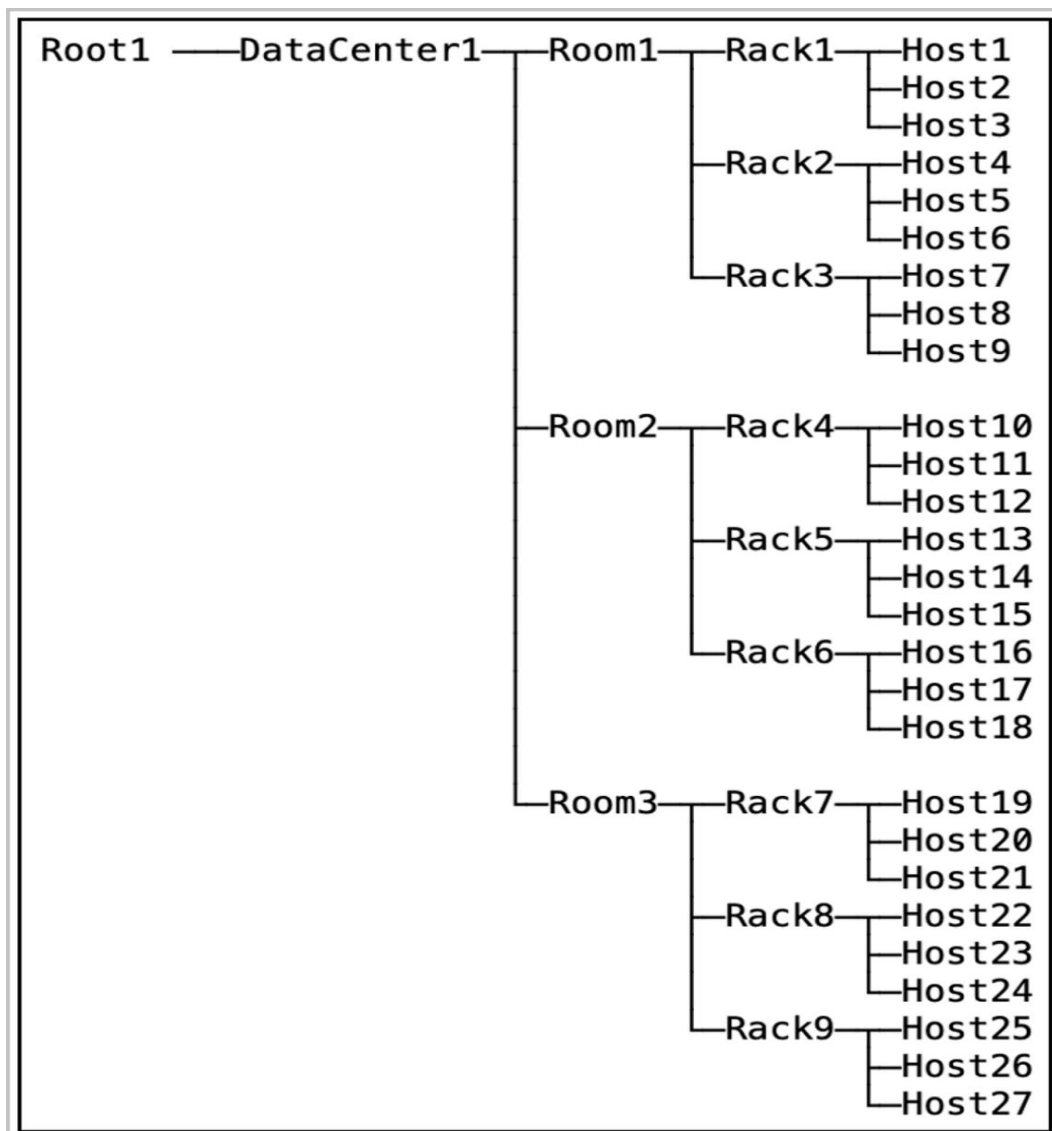 Root1 DataCenter1 Room1 Rack1 Host1
Host2
Host3
Rack2 Host4
Host5
Host6
Rack3 Host7
Host8
Host9
Room2 Rack4 Host10
Host11
Host12
Rack5 Host13
Host14
Host15
Rack6 Host16
Host17
Host18
Room3 Rack7 Host19
Host20
Host21
Rack8 Host22
Host23
Host24
Rack9 Host25
Host26
Host27